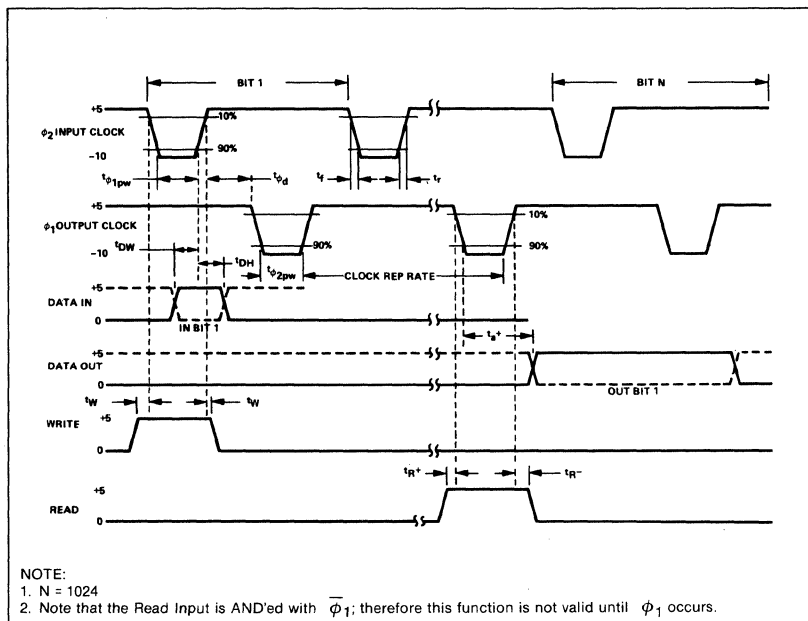 BIT 1
BIT N
+5
10%
φ2 INPUT CLOCK
90%
-10
tφ1pw
tφd
tf
tr
+5
10%
φ1 OUTPUT CLOCK
-10
90%
90%
tDW
tDH
tφ2pw
CLOCK REP RATE
+5
DATA IN
0
IN BIT 1
ta+
+5
DATA OUT
0
OUT BIT 1
tW
tW
+5
WRITE
0
tR+
tR-
+5
READ
0
NOTE:
1. N = 1024
2. Note that the Read Input is AND'ed with φ̅1; therefore this function is not valid until φ1 occurs.